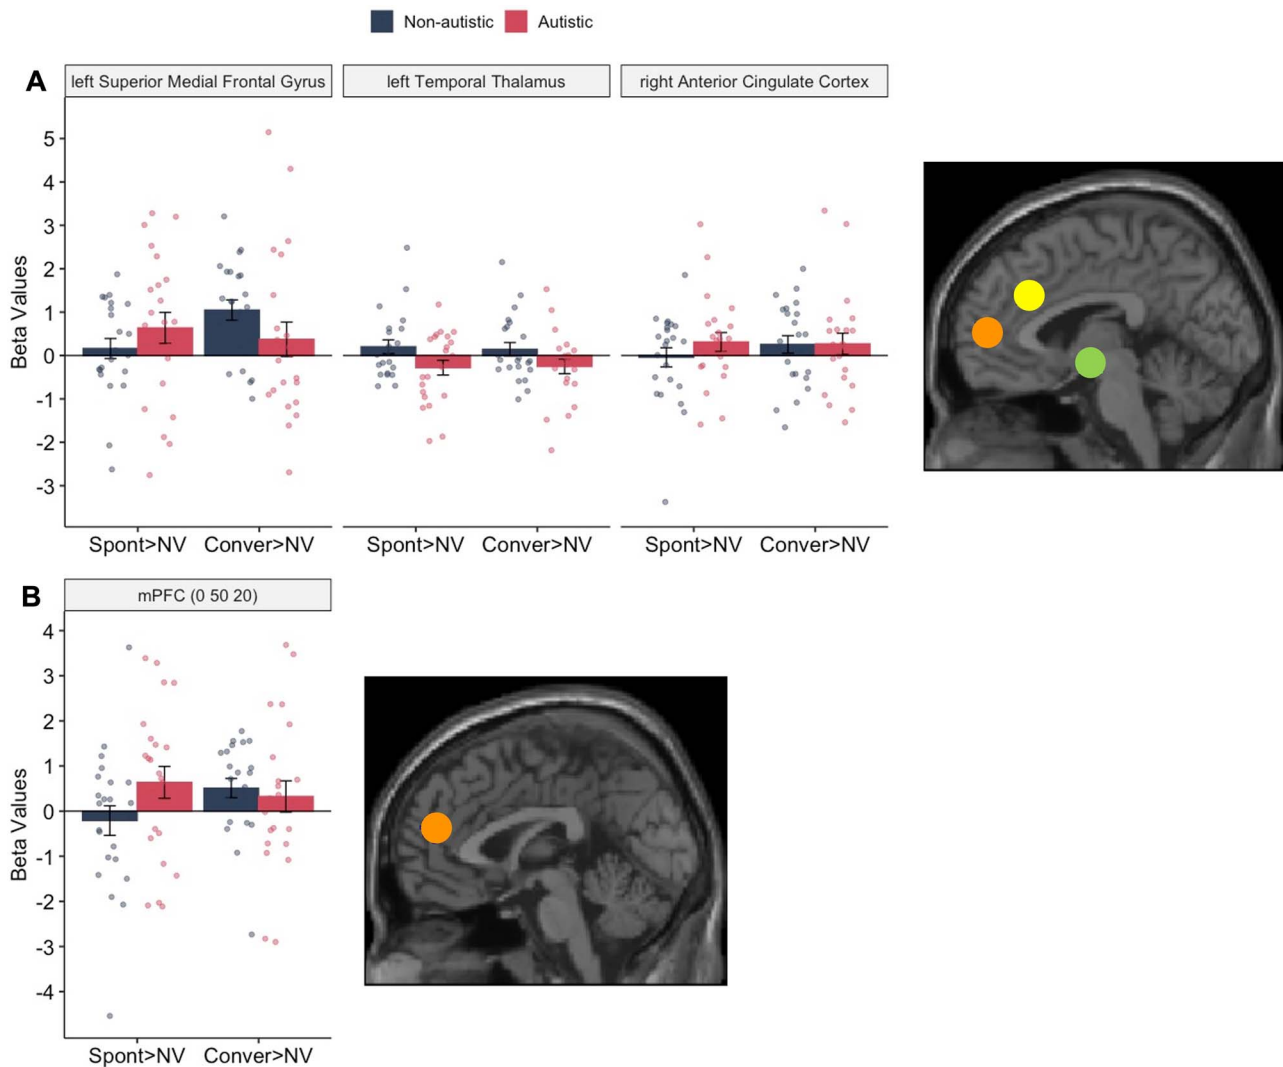 Non-autistic Autistic
A
left Superior Medial Frontal Gyrus left Temporal Thalamus right Anterior Cingulate Cortex
Beta Values
5
4
3
2
1
0
-1
-2
-3
Spont>NV Conver>NV Spont>NV Conver>NV Spont>NV Conver>NV
B
mPFC (0 50 20)
Beta Values
4
3
2
1
0
-1
-2
-3
-4
Spont>NV Conver>NV